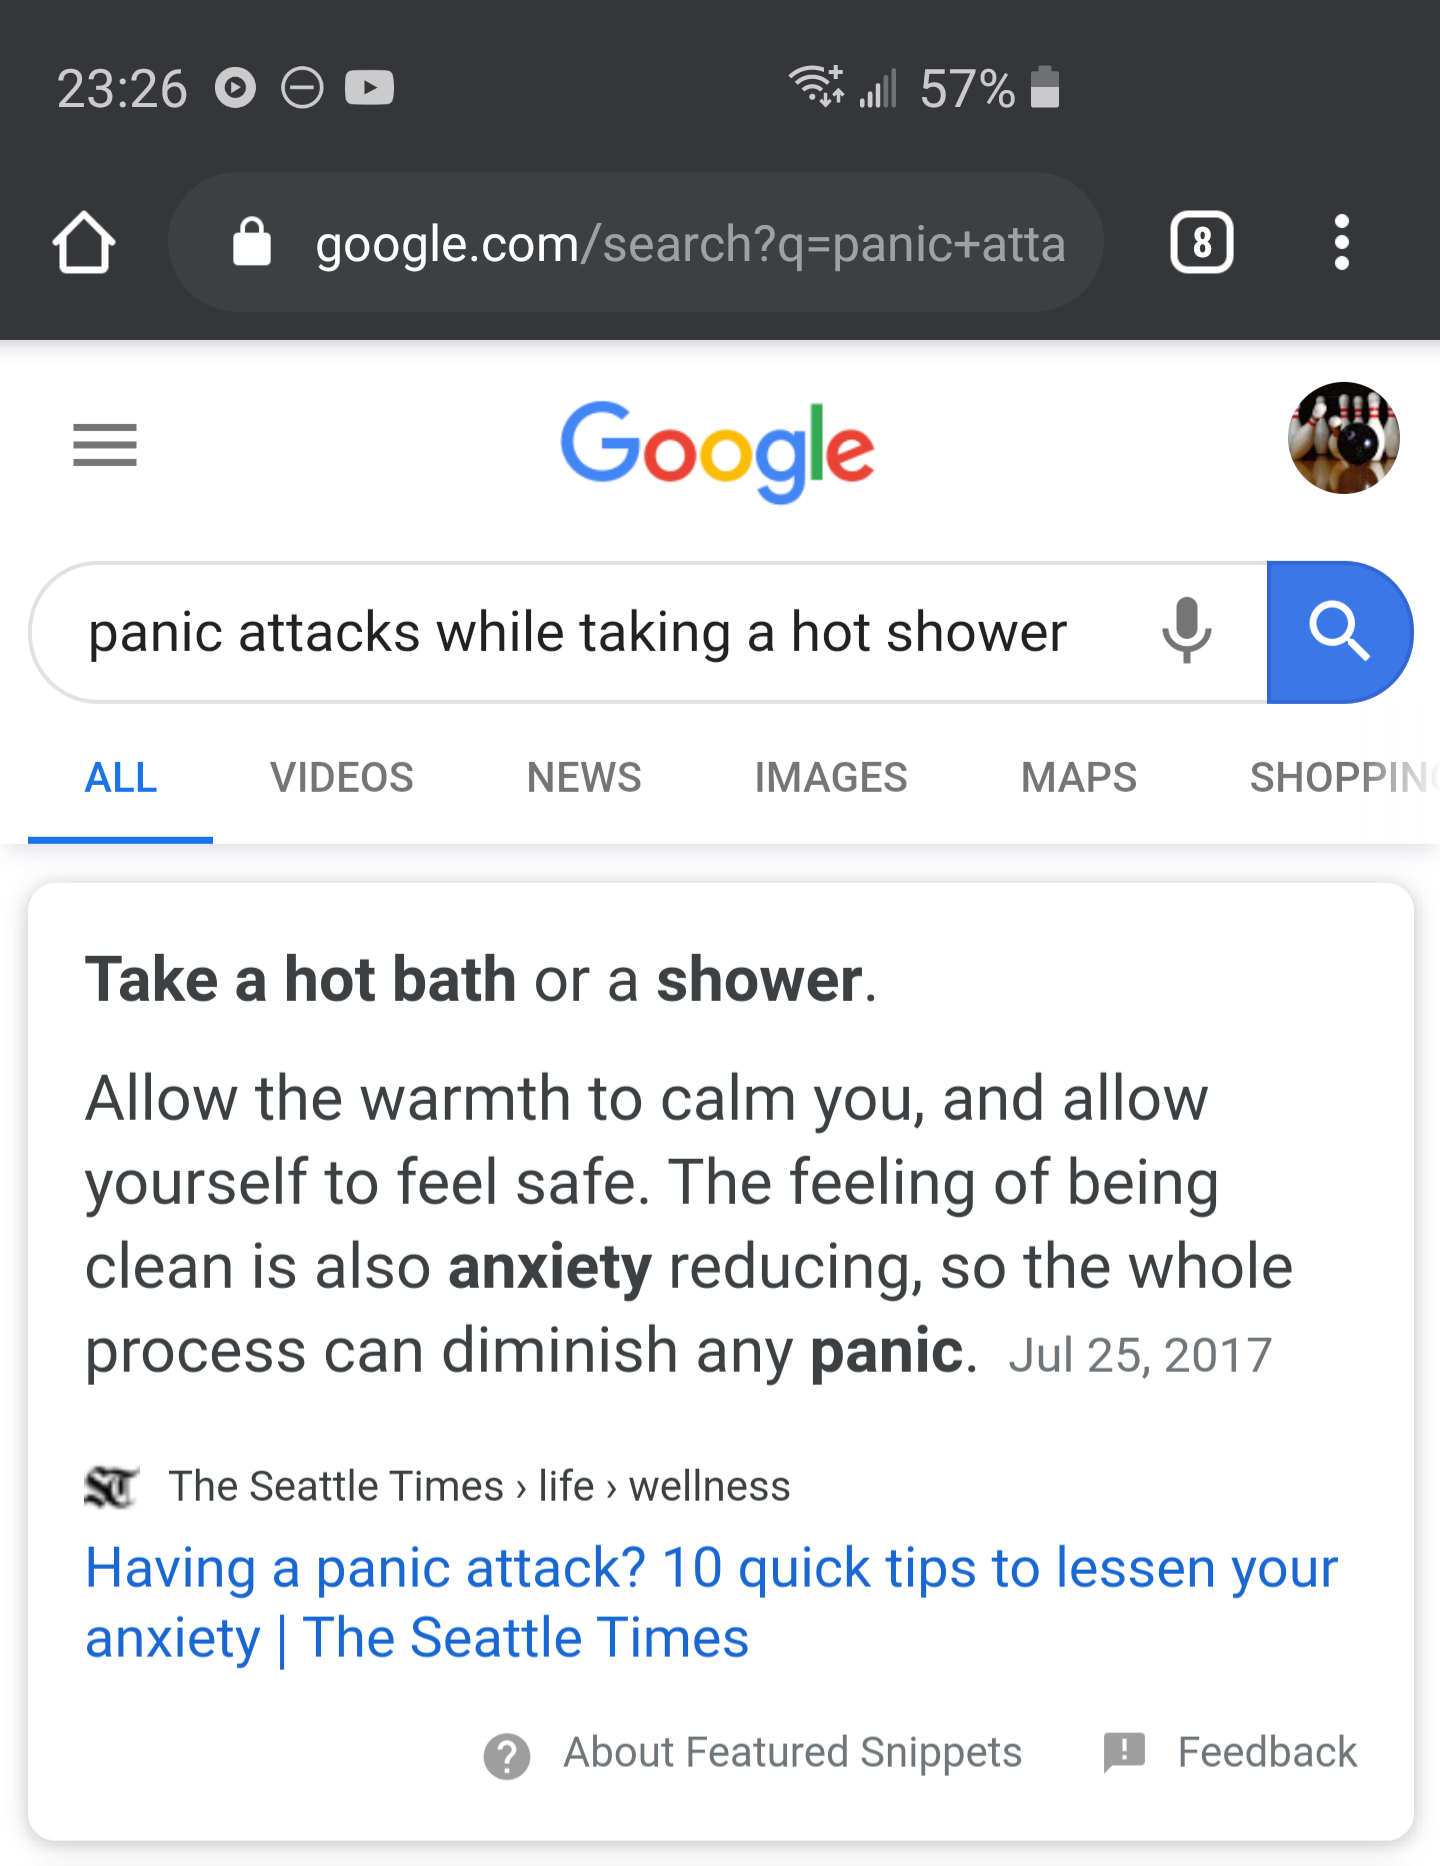 23:26 57%
google.com/search?q=panic+atta 8
Google
panic attacks while taking a hot shower
ALL VIDEOS NEWS IMAGES MAPS SHOPPIN
Take a hot bath or a shower.
Allow the warmth to calm you, and allow
yourself to feel safe. The feeling of being
clean is also anxiety reducing, so the whole
process can diminish any panic. Jul 25, 2017
ST The Seattle Times › life › wellness
Having a panic attack? 10 quick tips to lessen your
anxiety | The Seattle Times
? About Featured Snippets ! Feedback